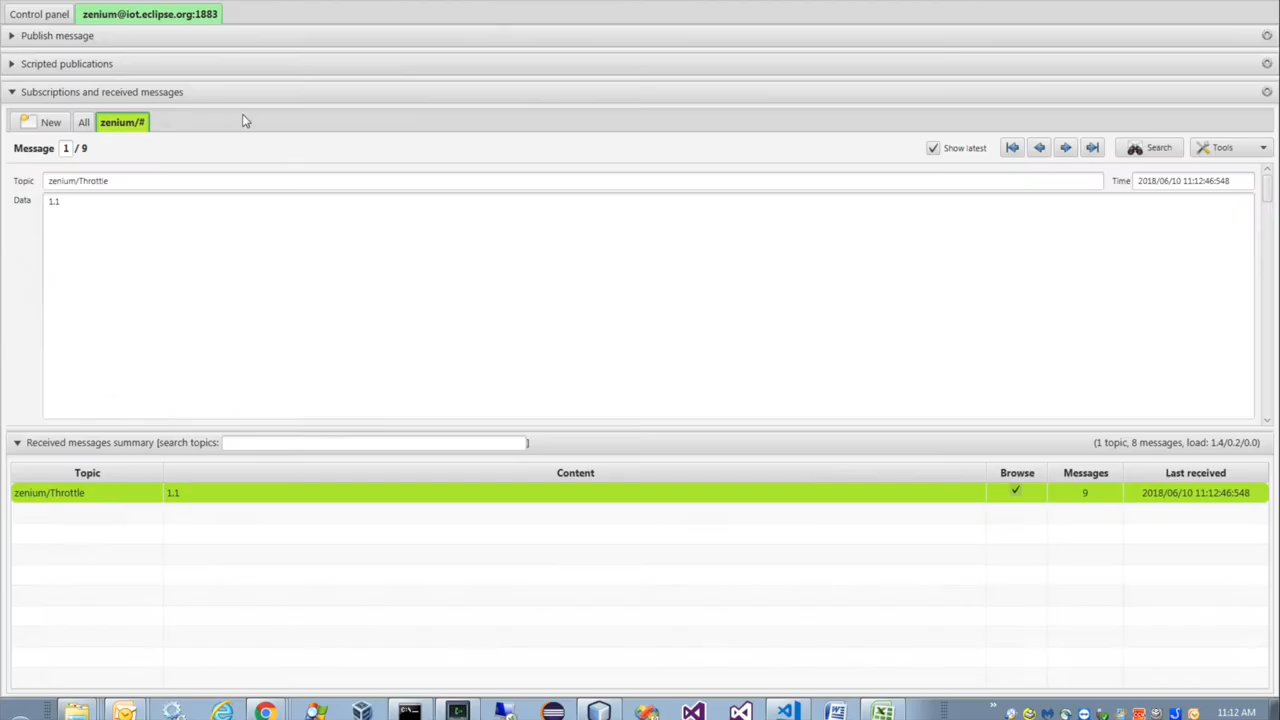 Control panel zenium@iot.eclipse.org:1883
Publish message
Scripted publications
Subscriptions and received messages
New All zenium/#
Message 1 / 9 Show latest Search Tools
Topic zenium/Throttle Time 2018/06/10 11:12:46:548
Data 1.1
Received messages summary [search topics: ] (1 topic, 8 messages, load: 1.4/0.2/0.0)
Topic Content Browse Messages Last received
zenium/Throttle 1.1 9 2018/06/10 11:12:46:548
11:12 AM